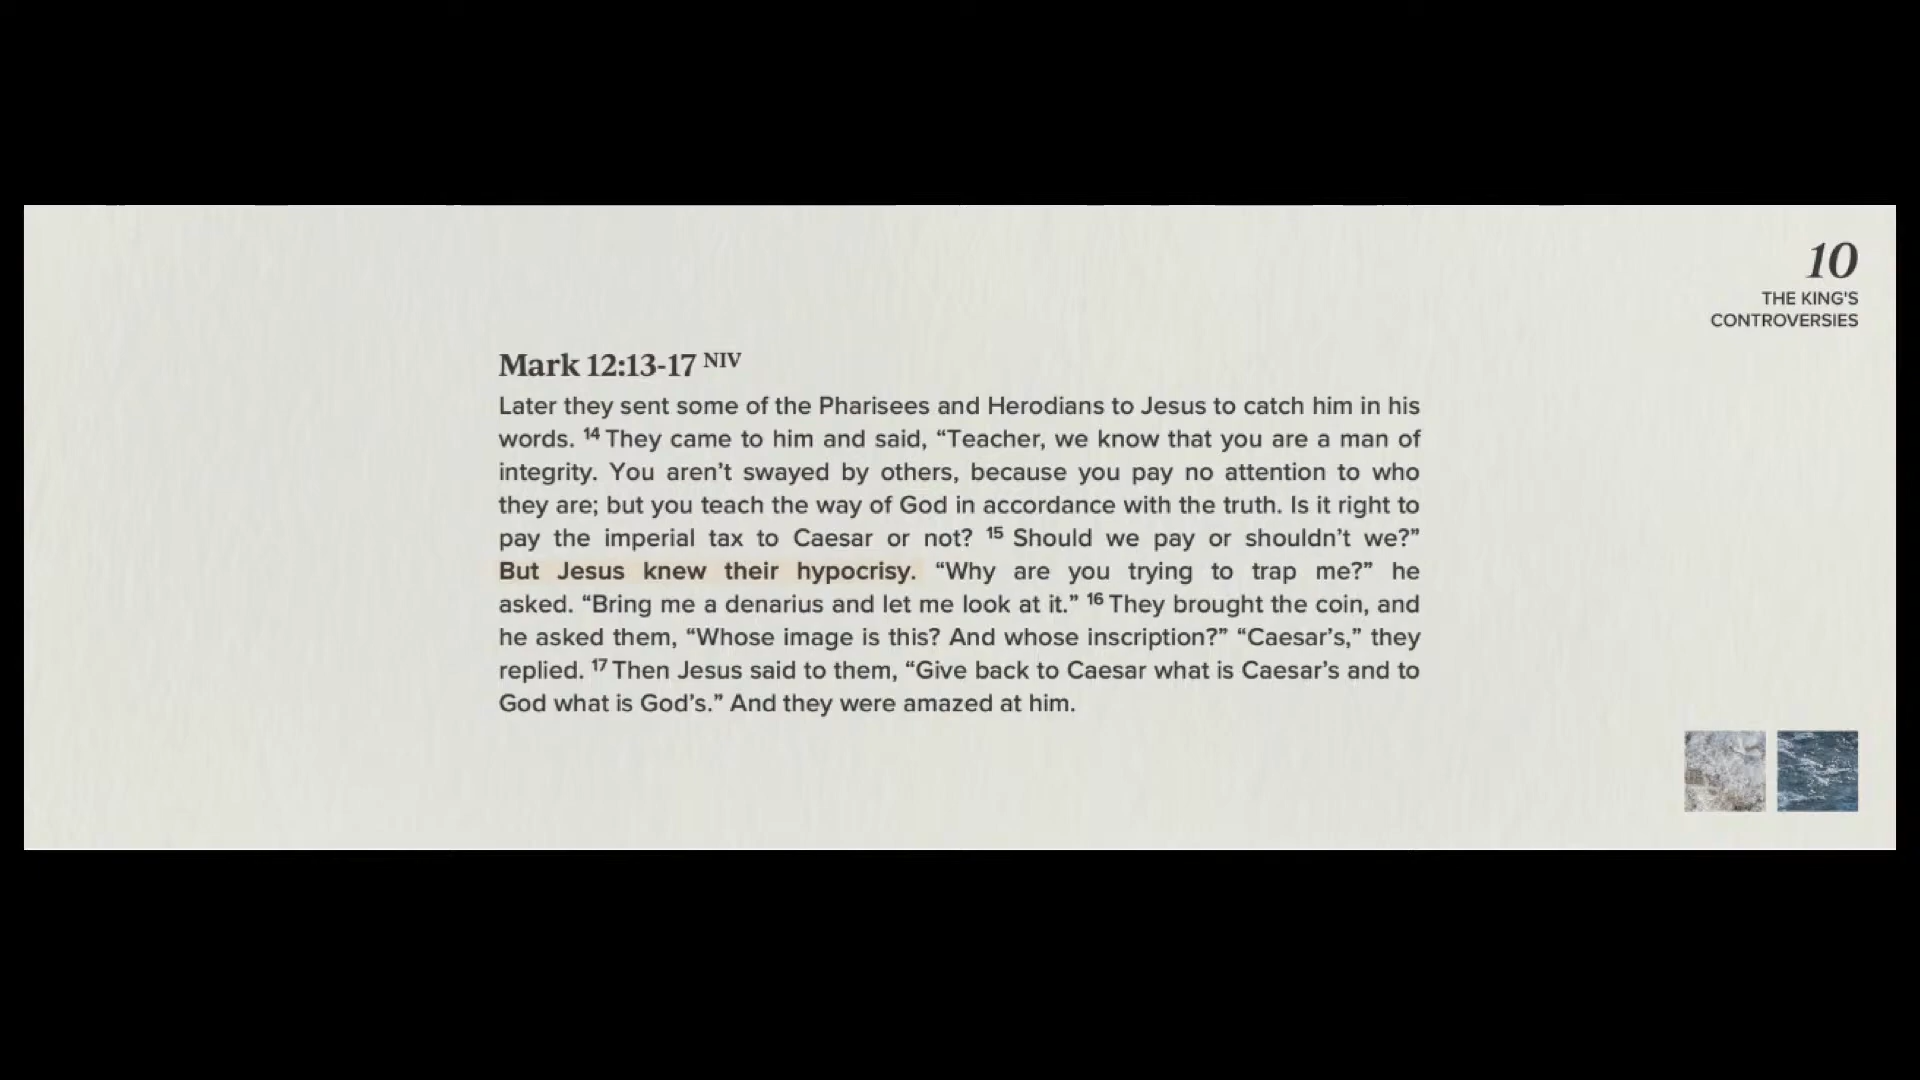 10
THE KING'S
CONTROVERSIES
Mark 12:13-17 NIV
Later they sent some of the Pharisees and Herodians to Jesus to catch him in his
words. 14 They came to him and said, “Teacher, we know that you are a man of
integrity. You aren’t swayed by others, because you pay no attention to who
they are; but you teach the way of God in accordance with the truth. Is it right to
pay the imperial tax to Caesar or not? 15 Should we pay or shouldn’t we?”
But Jesus knew their hypocrisy. “Why are you trying to trap me?” he
asked. “Bring me a denarius and let me look at it.” 16 They brought the coin, and
he asked them, “Whose image is this? And whose inscription?” “Caesar’s,” they
replied. 17 Then Jesus said to them, “Give back to Caesar what is Caesar’s and to
God what is God’s.” And they were amazed at him.